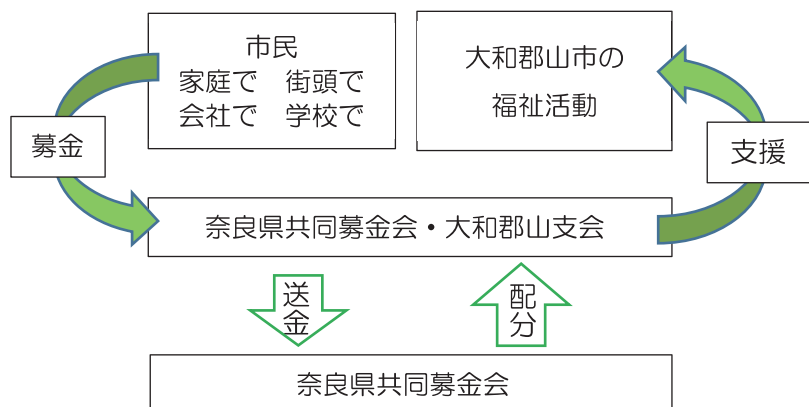 市民
家庭で　街頭で
会社で　学校で
大和郡山市の
福祉活動
募金
支援
奈良県共同募金会・大和郡山支会
送金
配分
奈良県共同募金会